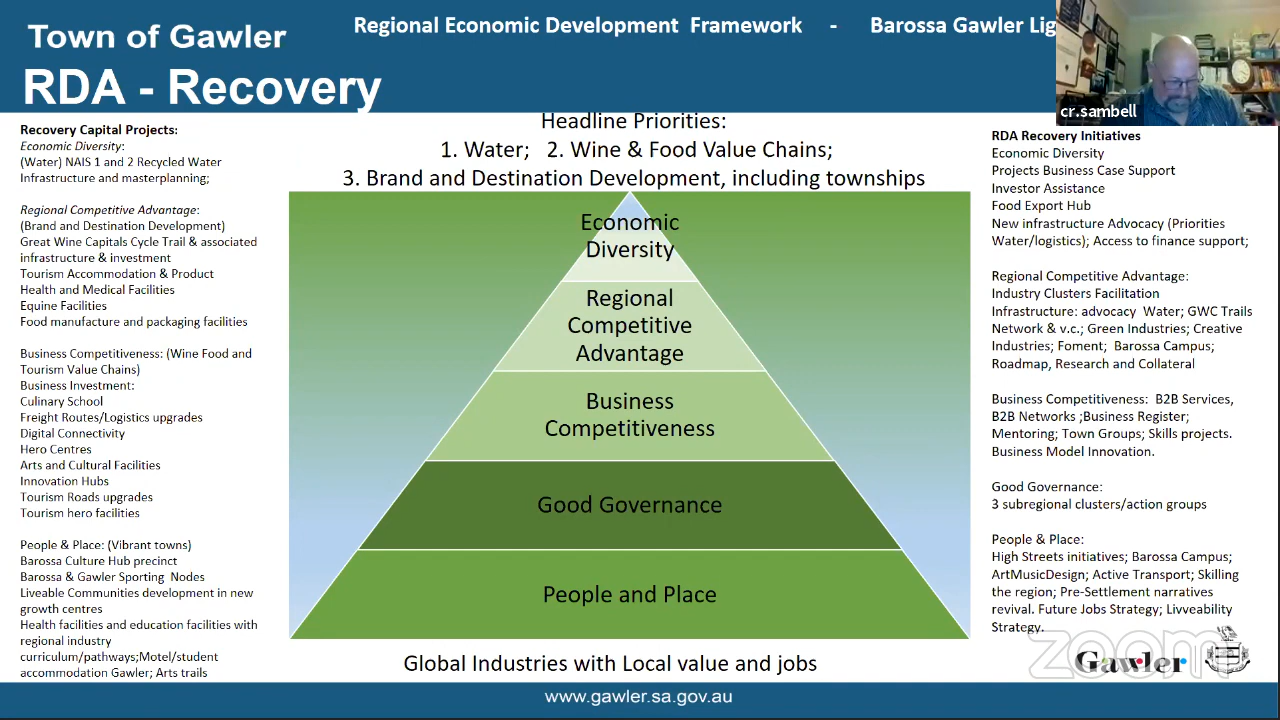 Town of Gawler
Regional Economic Development Framework - Barossa Gawler Lig
RDA - Recovery
cr.sambell
Recovery Capital Projects:
Economic Diversity:
(Water) NAIS 1 and 2 Recycled Water
Infrastructure and masterplanning;
Regional Competitive Advantage:
(Brand and Destination Development)
Great Wine Capitals Cycle Trail & associated
infrastructure & investment
Tourism Accommodation & Product
Health and Medical Facilities
Equine Facilities
Food manufacture and packaging facilities
Business Competiveness: (Wine Food and
Tourism Value Chains)
Business Investment:
Culinary School
Freight Routes/Logistics upgrades
Digital Connectivity
Hero Centres
Arts and Cultural Facilities
Innovation Hubs
Tourism Roads upgrades
Tourism hero facilities
People & Place: (Vibrant towns)
Barossa Culture Hub precinct
Barossa & Gawler Sporting Nodes
Liveable Communities development in new
growth centres
Health facilities and education facilities with
regional industry
curriculum/pathways;Motel/student
accommodation Gawler; Arts trails
Headline Priorities:
1. Water; 2. Wine & Food Value Chains;
3. Brand and Destination Development, including townships
Economic
Diversity
Regional
Competitive
Advantage
Business
Competitiveness
Good Governance
People and Place
Global Industries with Local value and jobs
RDA Recovery Initiatives
Economic Diversity
Projects Business Case Support
Investor Assistance
Food Export Hub
New infrastructure Advocacy (Priorities
Water/logistics); Access to finance support;
Regional Competitive Advantage:
Industry Clusters Facilitation
Infrastructure: advocacy Water; GWC Trails
Network & v.c.; Green Industries; Creative
Industries; Foment; Barossa Campus;
Roadmap, Research and Collateral
Business Competitiveness: B2B Services,
B2B Networks ;Business Register;
Mentoring; Town Groups; Skills projects.
Business Model Innovation.
Good Governance:
3 subregional clusters/action groups
People & Place:
High Streets initiatives; Barossa Campus;
ArtMusicDesign; Active Transport; Skilling
the region; Pre-Settlement narratives
revival. Future Jobs Strategy; Livveability
Strategy.
zoom
Gawler
www.gawler.sa.gov.au